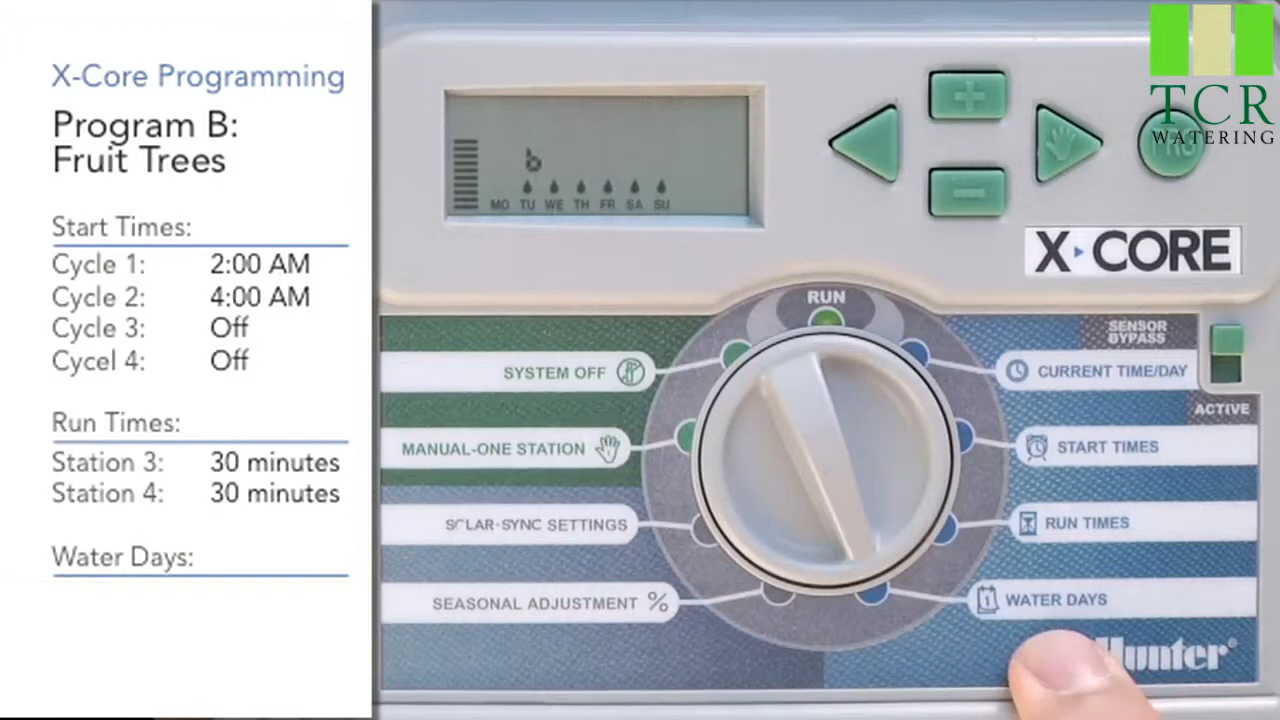 X-Core Programming
Program B:
Fruit Trees
Start Times:
Cycle 1: 2:00 AM
Cycle 2: 4:00 AM
Cycle 3: Off
Cycel 4: Off
Run Times:
Station 3: 30 minutes
Station 4: 30 minutes
Water Days:
b
MO TU WE TH FR SA SU
+
−
PRG
TCR
WATERING
X-CORE
RUN
SENSOR
BYPASS
SYSTEM OFF
CURRENT TIME/DAY
ACTIVE
MANUAL-ONE STATION
START TIMES
SOLAR-SYNC SETTINGS
RUN TIMES
SEASONAL ADJUSTMENT %
1 WATER DAYS
Hunter®